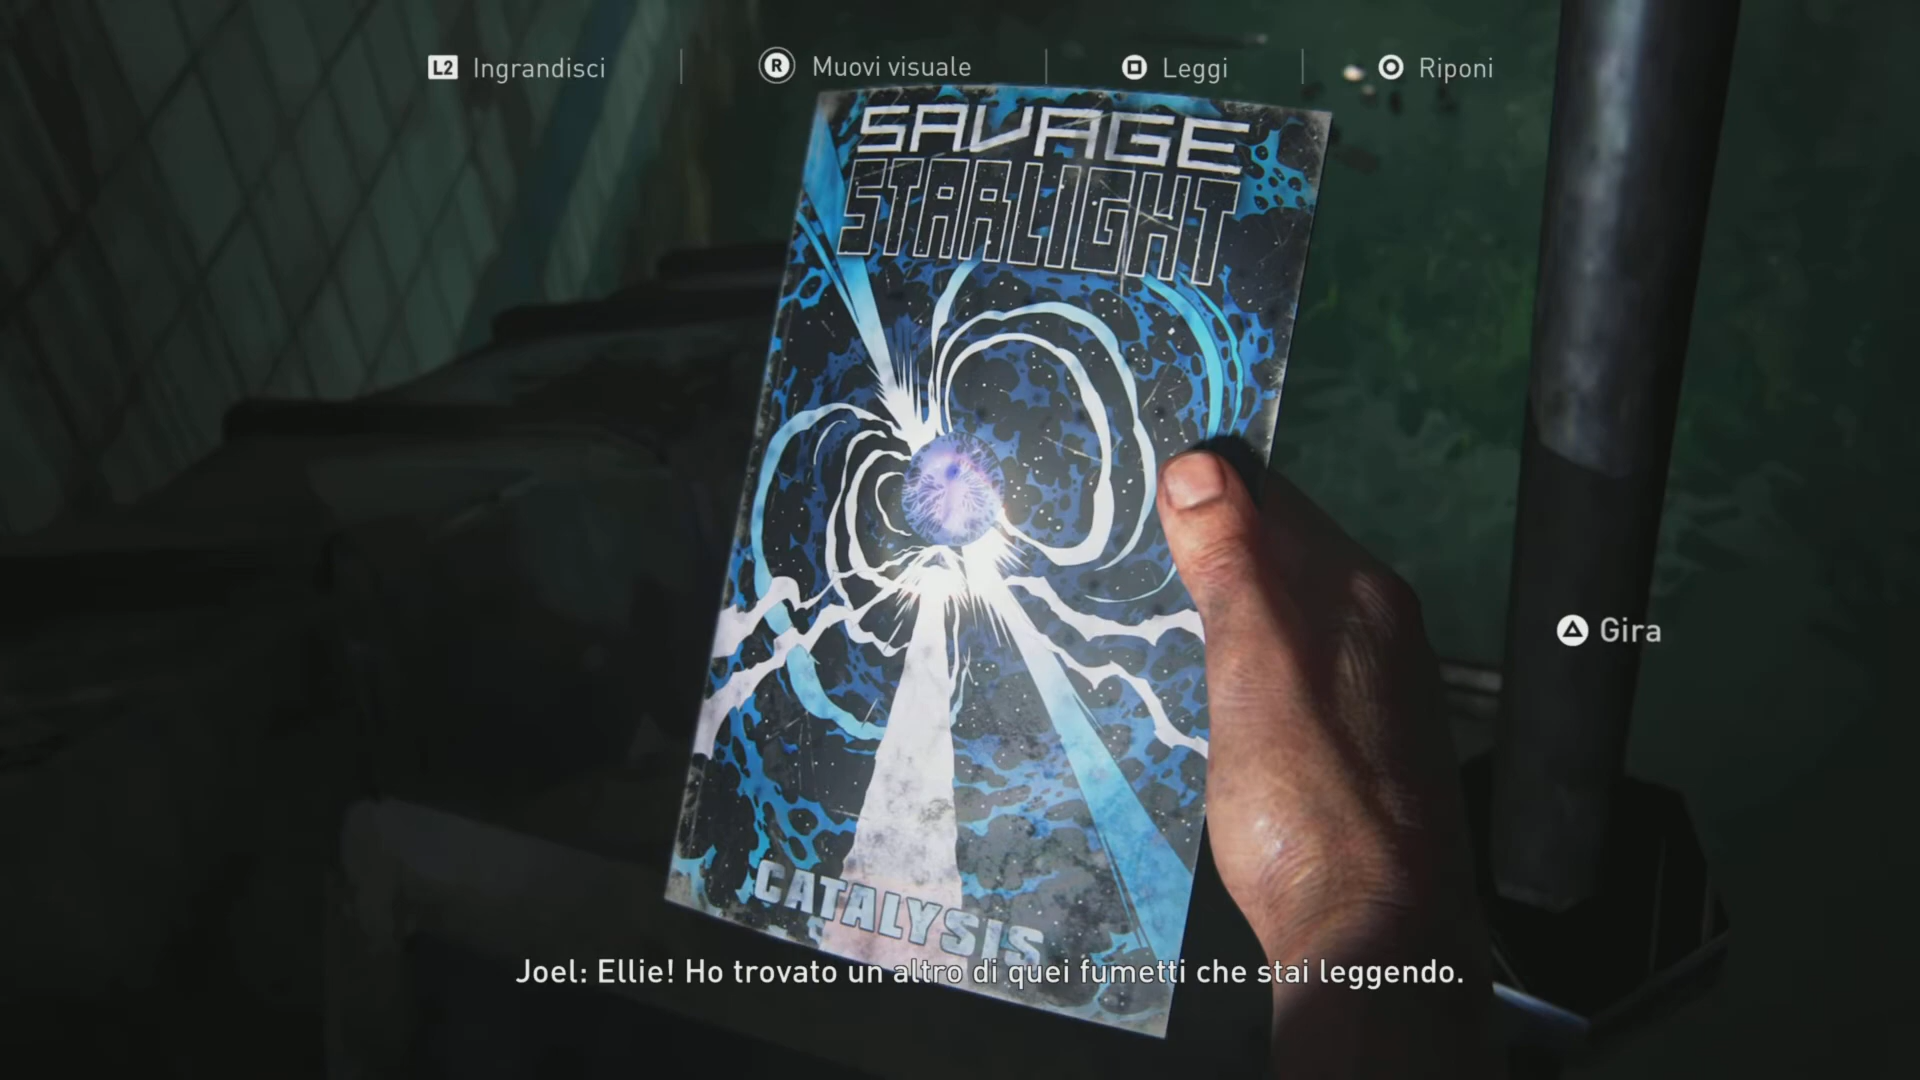 L2 Ingrandisci
R Muovi visuale
Leggi
Riponi
SAVAGE
STARLIGHT
Gira
CATALYSIS
Joel: Ellie! Ho trovato un altro di quei fumetti che stai leggendo.